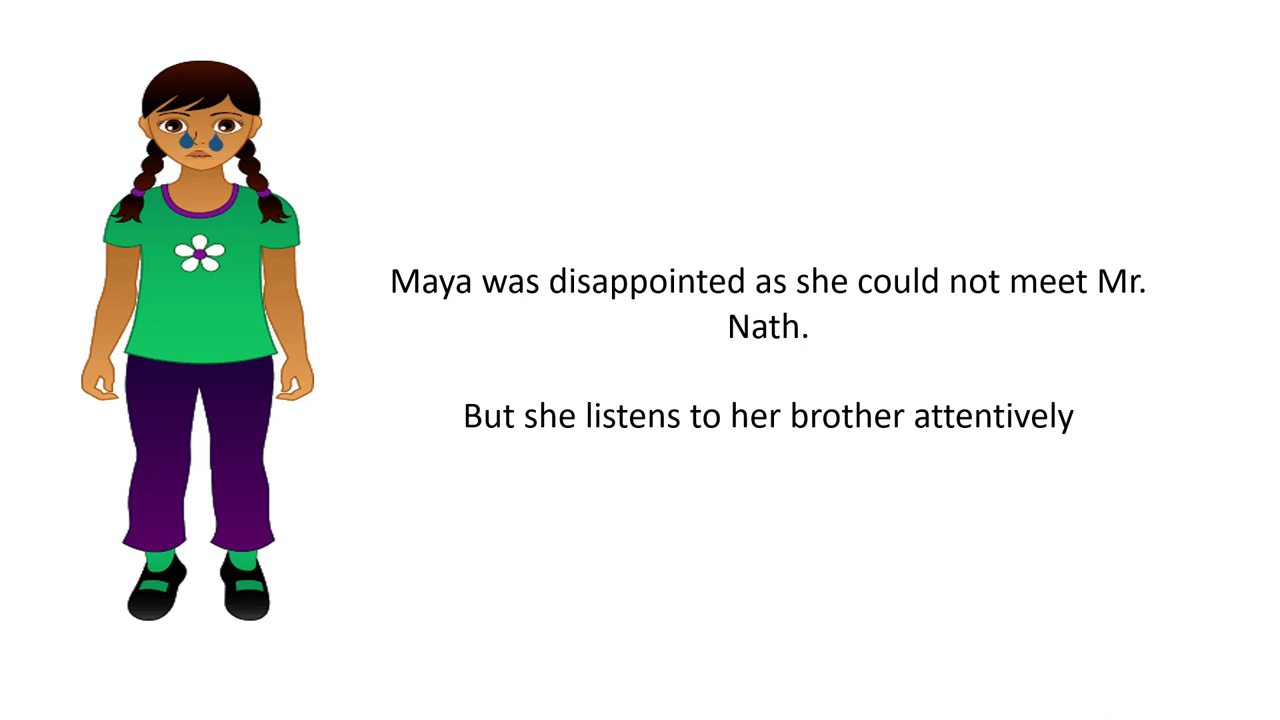 Maya was disappointed as she could not meet Mr.
Nath.
But she listens to her brother attentively